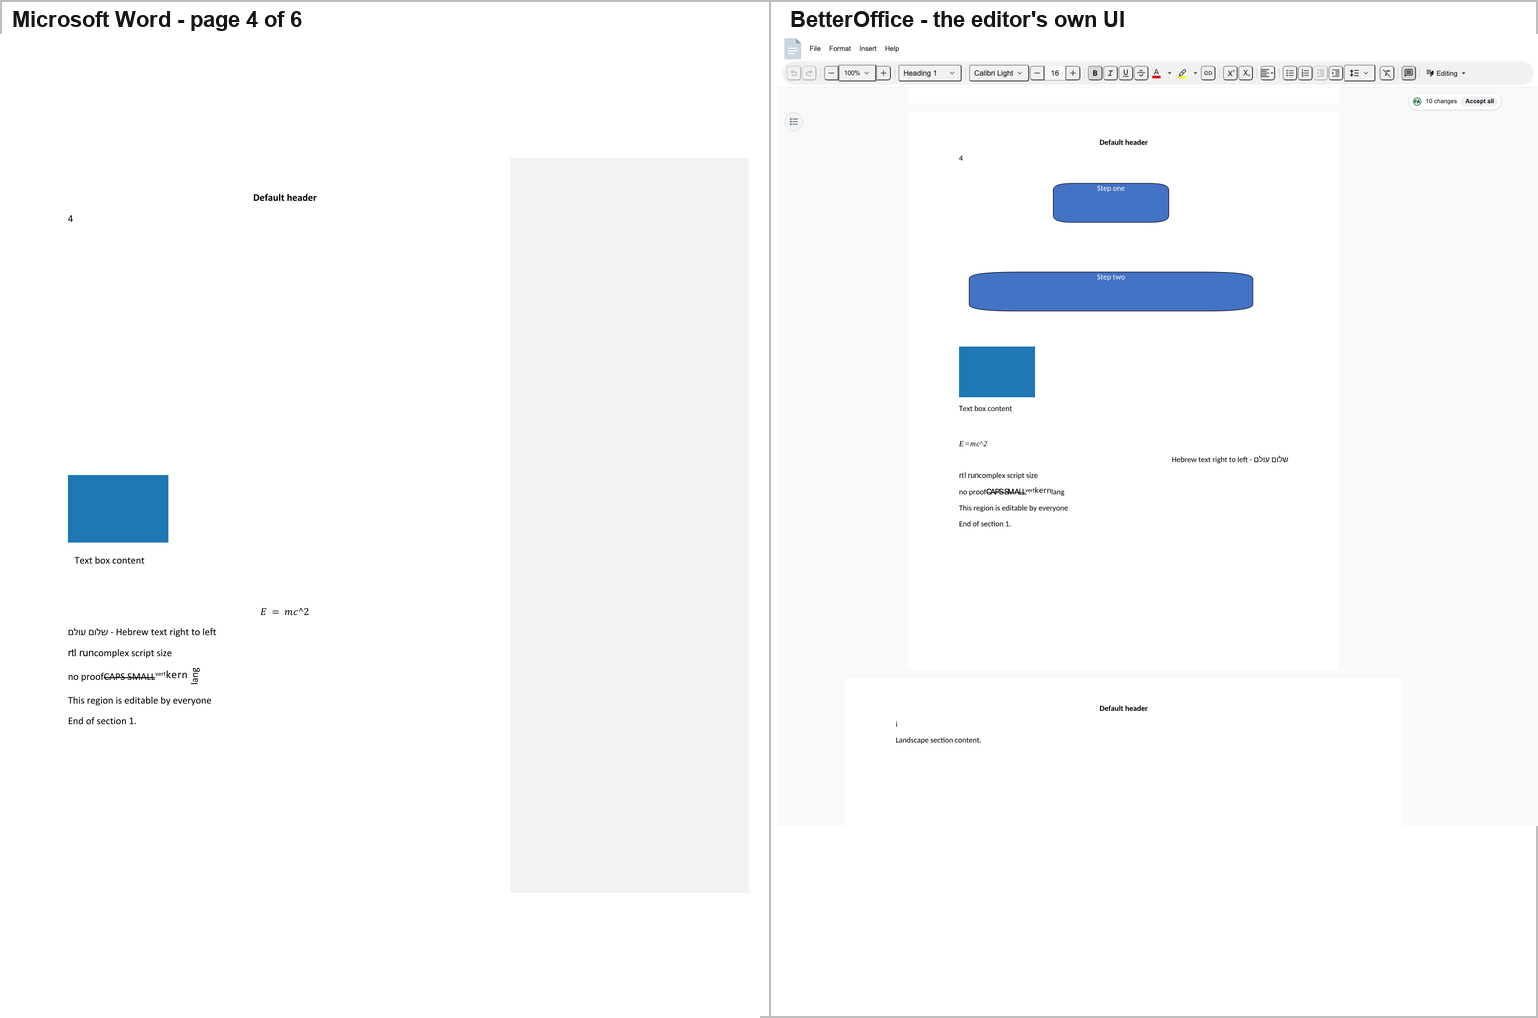 Microsoft Word - page 4 of 6
Default header
4
Text box content
E = mc^2
שלום עולם - Hebrew text right to left
rtl runcomplex script size
no proofCAPS SMALLvertkern lang
This region is editable by everyone
End of section 1.
BetterOffice - the editor's own UI
File Format Insert Help
100% Heading 1 Calibri Light 16 B I U S A X² X₂ Editing
10 changes Accept all
Default header
4
Step one
Step two
Text box content
E=mc^2
Hebrew text right to left - שלום עולם
rtl runcomplex script size
no proofCAPS SMALLvertkernlang
This region is editable by everyone
End of section 1.
Default header
i
Landscape section content.